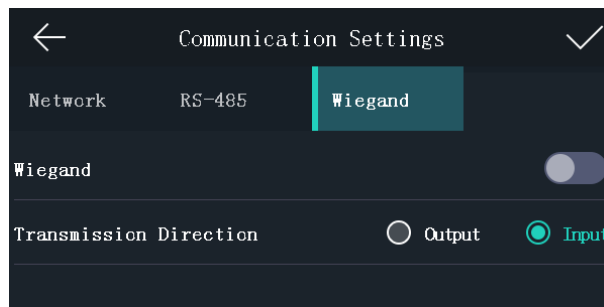 Communication Settings
Network RS-485 Wiegand
Wiegand
Transmission Direction Output Input